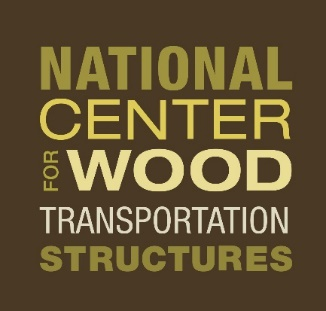 NATIONAL
CENTER
FOR WOOD
TRANSPORTATION
STRUCTURES